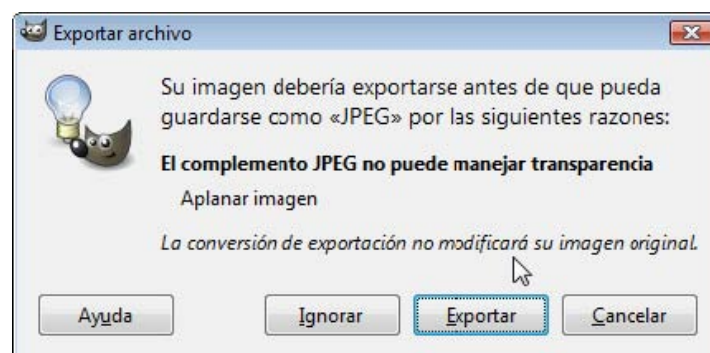 Exportar archivo
Su imagen debería exportarse antes de que pueda
guardarse como «JPEG» por las siguientes razones:
El complemento JPEG no puede manejar transparencia
Aplanar imagen
La conversión de exportación no modificará su imagen original.
Ayuda
Ignorar
Exportar
Cancelar